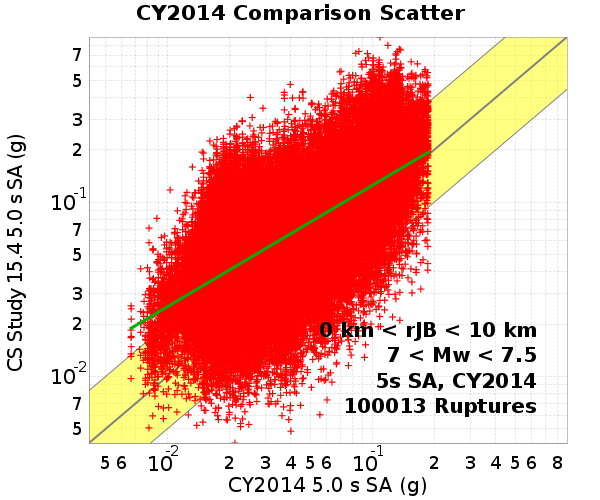 CY2014 Comparison Scatter
CS Study 15.4 5.0 s SA (g)
7
5
3
2
10^-1
7
5
3
2
10^-2
7
5
0 km < rJB < 10 km
7 < Mw < 7.5
5s SA, CY2014
100013 Ruptures
5 6 10^-2 2 3 4 5 6 10^-1 2 3 4 5 6 8
CY2014 5.0 s SA (g)